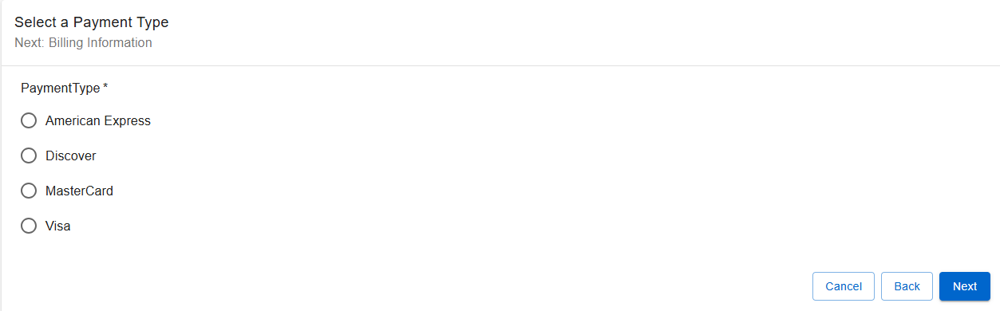 Select a Payment Type
Next: Billing Information
PaymentType *
American Express
Discover
MasterCard
Visa
Cancel Back Next